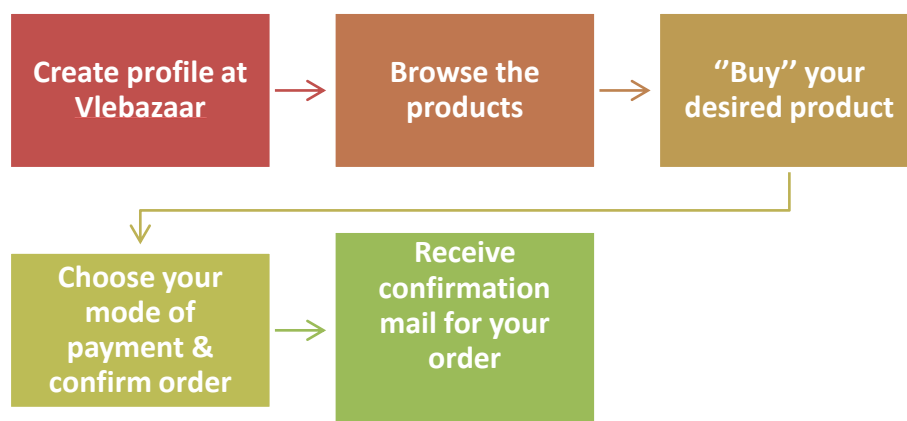 Create profile at
Vlebazaar
Browse the
products
‘’Buy’’ your
desired product
Choose your
mode of
payment &
confirm order
Receive
confirmation
mail for your
order